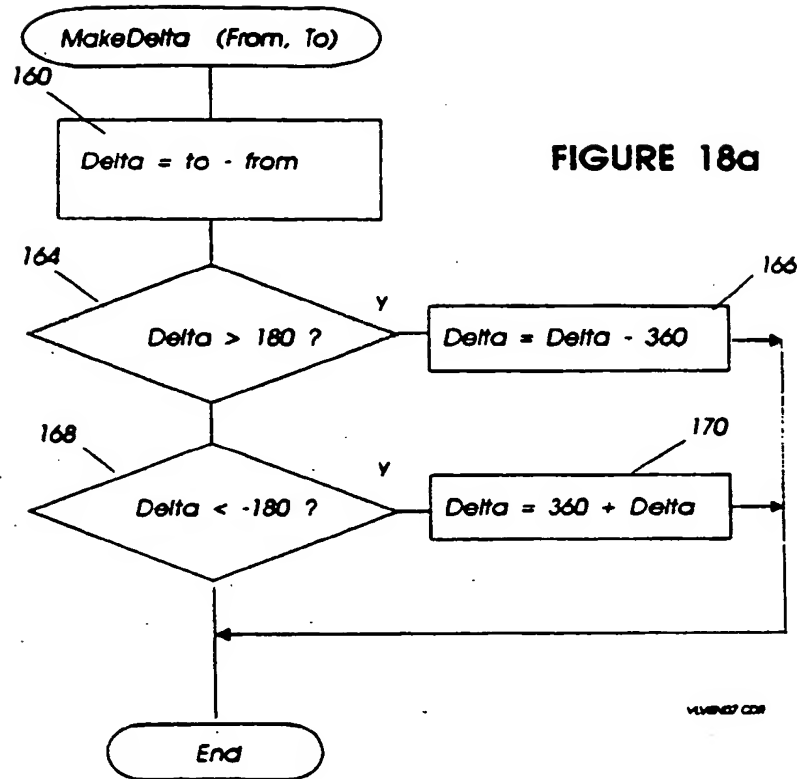 MakeDelta (From, To)
160
Delta = to - from
FIGURE 18a
164
Delta > 180 ?
Y
166
Delta = Delta - 360
168
Delta < -180 ?
Y
170
Delta = 360 + Delta
End